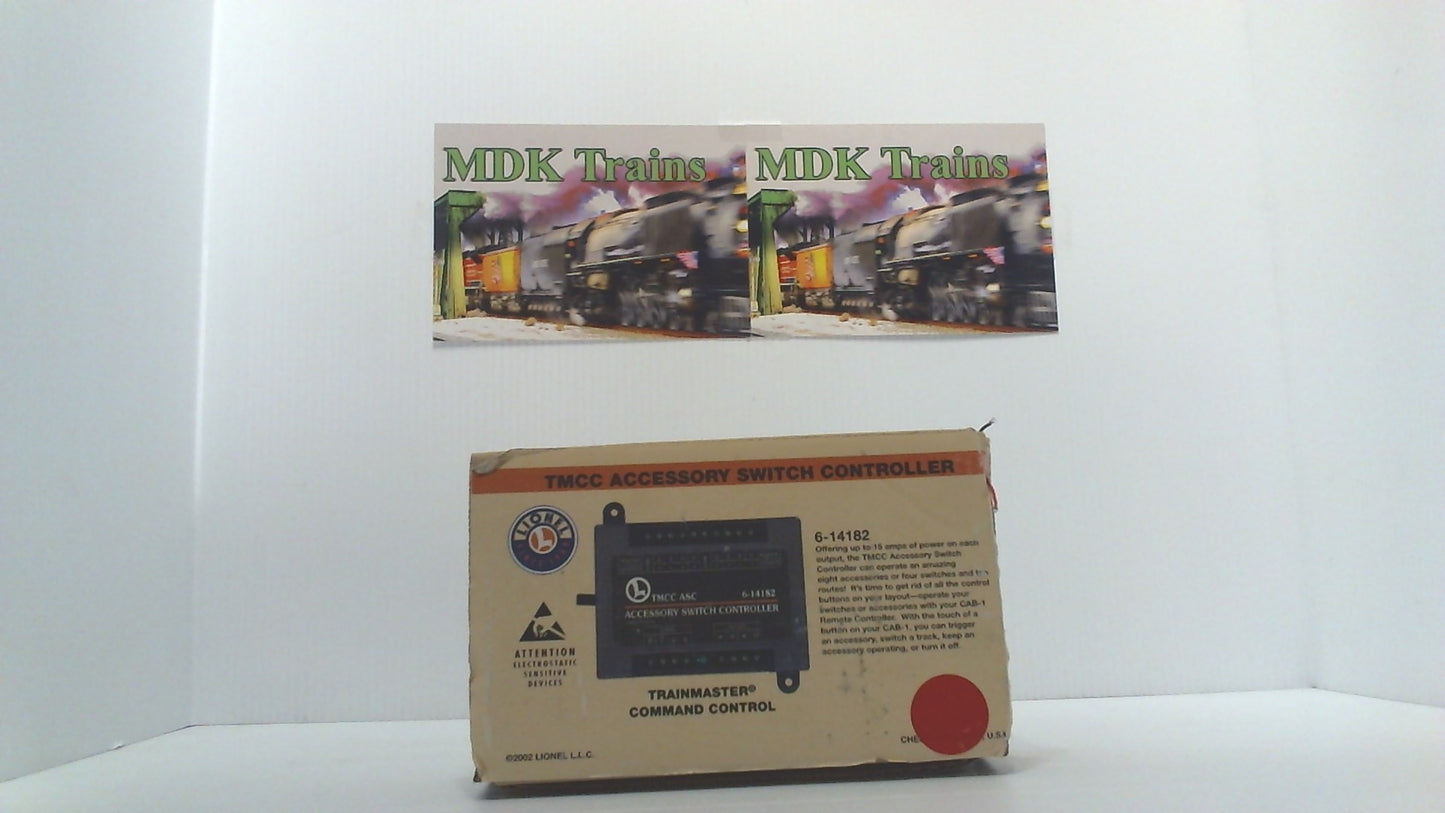 MDK Trains MDK Trains
TMCC ACCESSORY SWITCH CONTROLLER
LIONEL
TMCC ASC 6-14182
ACCESSORY SWITCH CONTROLLER
6-14182
Offering up to 15 amps of power on each
output, the TMCC Accessory Switch
Controller can operate an amazing
eight accessories or four switches and
routes! It's time to get rid of all the control
buttons on your layout—operate your
switches or accessories with your CAB-1
Remote Controller. With the touch of a
button on your CAB-1, you can trigger
an accessory, switch a track, keep an
accessory operating, or turn it off.
ATTENTION
ELECTROSTATIC
SENSITIVE
DEVICES
TRAINMASTER®
COMMAND CONTROL
©2002 LIONEL L.L.C.
U.S.A